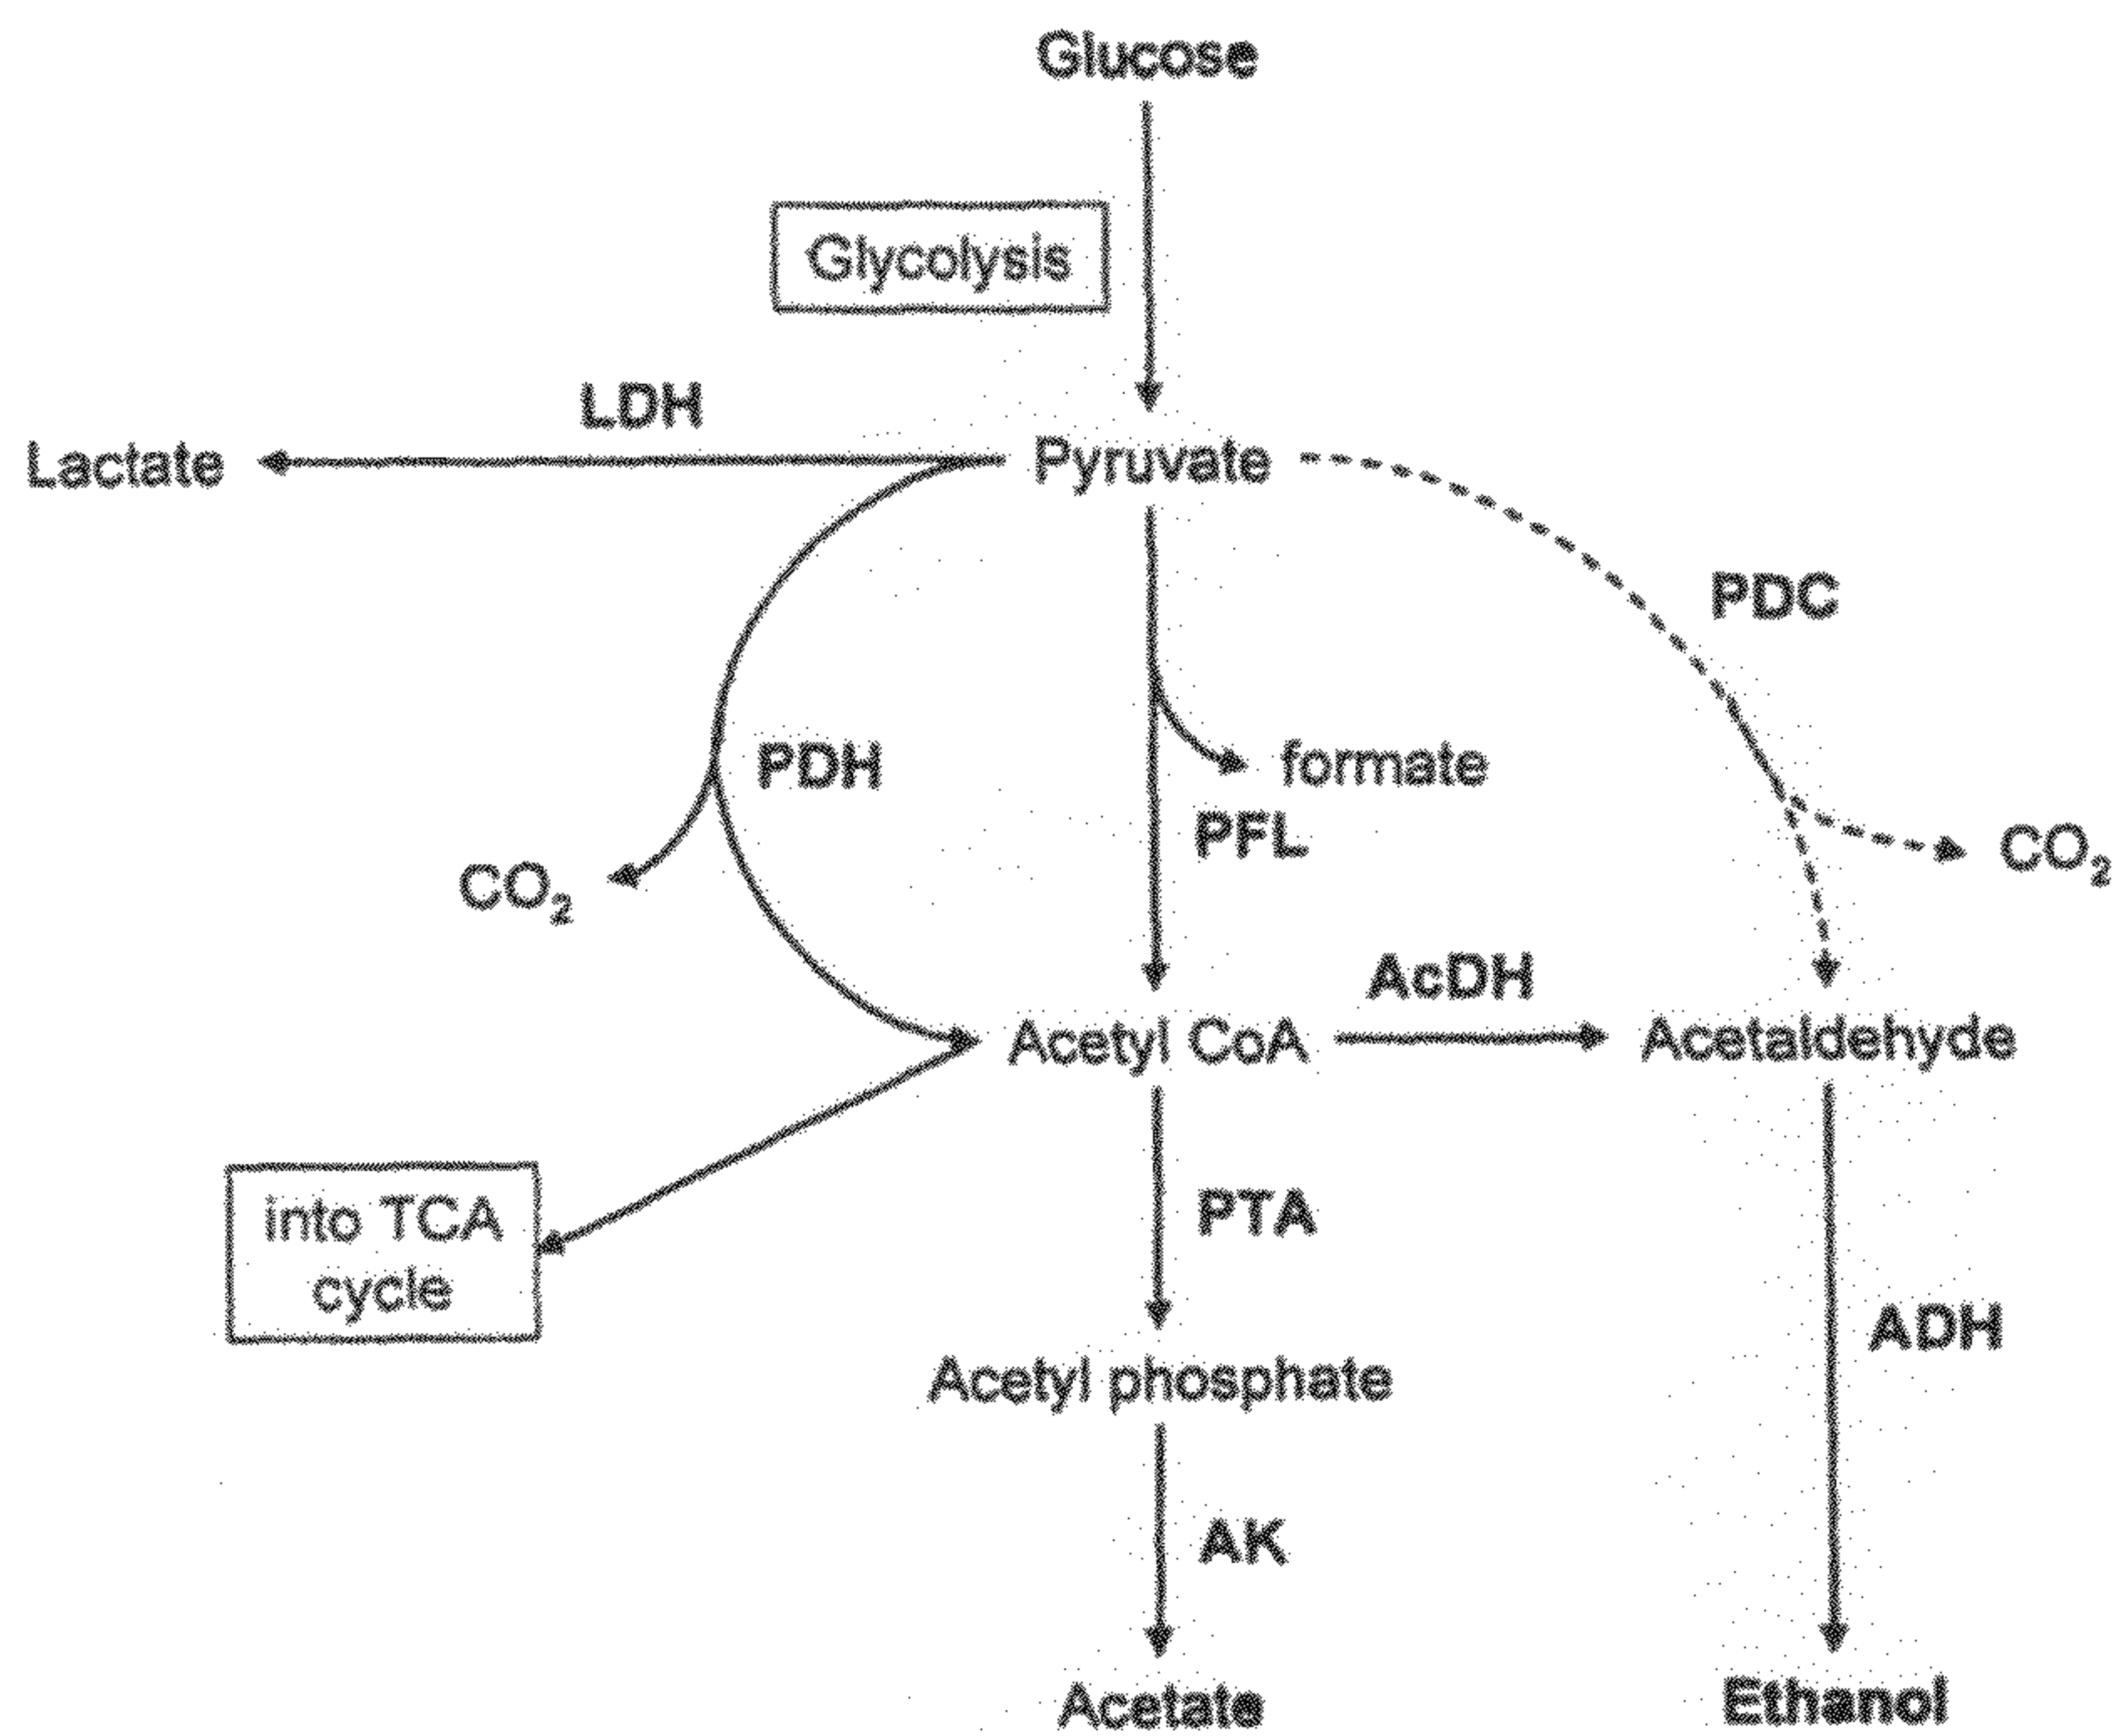 Glucose
Glycolysis
LDH
Lactate
Pyruvate
PDC
PDH
formate
PFL
CO₂
CO₂
AcDH
Acetyl CoA
Acetaldehyde
into TCA
cycle
PTA
ADH
Acetyl phosphate
AK
Acetate
Ethanol